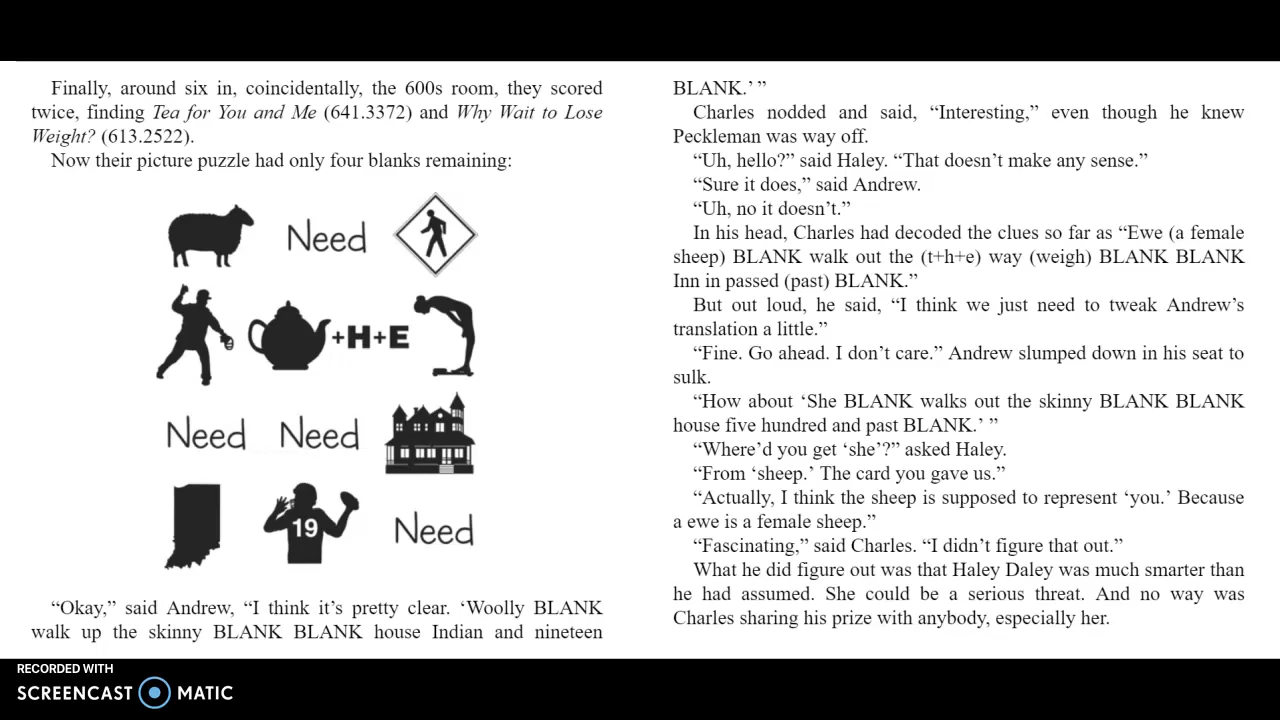 Finally, around six in, coincidentally, the 600s room, they scored
twice, finding Tea for You and Me (641.3372) and Why Wait to Lose
Weight? (613.2522).
Now their picture puzzle had only four blanks remaining:
Need
+H+E
Need Need
19
Need
“Okay,” said Andrew, “I think it’s pretty clear. ‘Woolly BLANK
walk up the skinny BLANK BLANK house Indian and nineteen
BLANK.’ ”
Charles nodded and said, “Interesting,” even though he knew
Peckleman was way off.
“Uh, hello?” said Haley. “That doesn’t make any sense.”
“Sure it does,” said Andrew.
“Uh, no it doesn’t.”
In his head, Charles had decoded the clues so far as “Ewe (a female
sheep) BLANK walk out the (t+h+e) way (weigh) BLANK BLANK
Inn in passed (past) BLANK.”
But out loud, he said, “I think we just need to tweak Andrew’s
translation a little.”
“Fine. Go ahead. I don’t care.” Andrew slumped down in his seat to
sulk.
“How about ‘She BLANK walks out the skinny BLANK BLANK
house five hundred and past BLANK.’ ”
“Where’d you get ‘she’?” asked Haley.
“From ‘sheep.’ The card you gave us.”
“Actually, I think the sheep is supposed to represent ‘you.’ Because
a ewe is a female sheep.”
“Fascinating,” said Charles. “I didn’t figure that out.”
What he did figure out was that Haley Daley was much smarter than
he had assumed. She could be a serious threat. And no way was
Charles sharing his prize with anybody, especially her.
RECORDED WITH
SCREENCAST MATIC